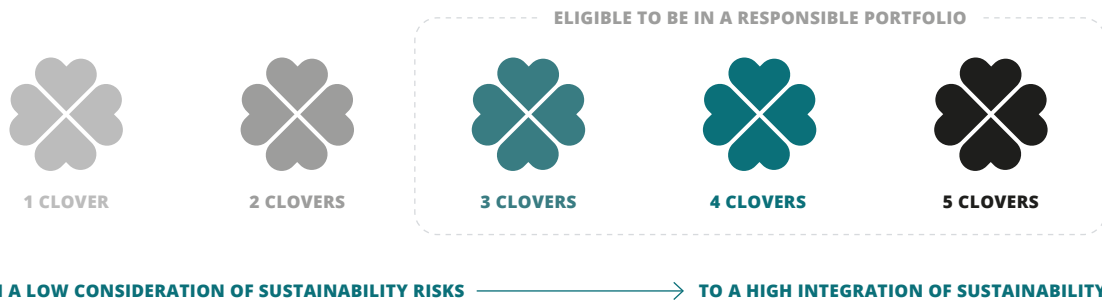 ELIGIBLE TO BE IN A RESPONSIBLE PORTFOLIO
1 CLOVER 2 CLOVERS 3 CLOVERS 4 CLOVERS 5 CLOVERS
A LOW CONSIDERATION OF SUSTAINABILITY RISKS TO A HIGH INTEGRATION OF SUSTAINABILITY